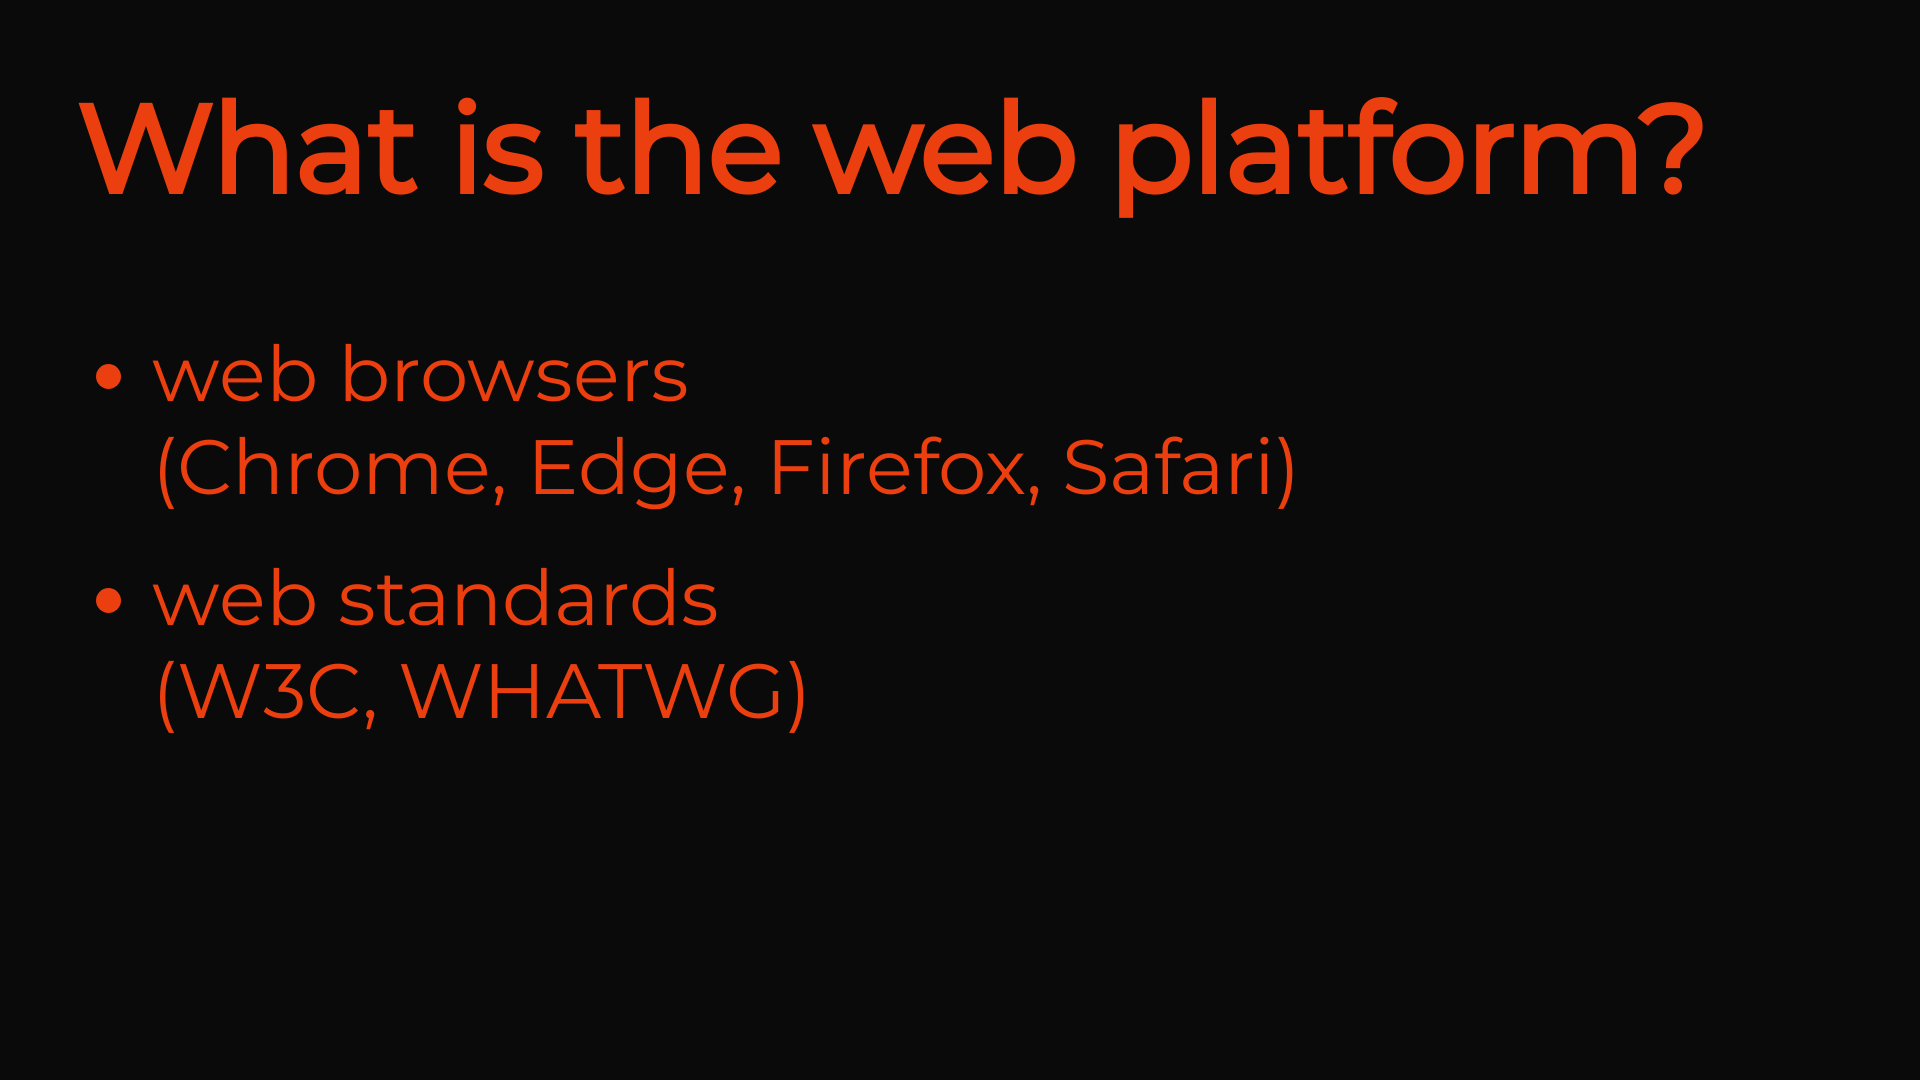 What is the web platform?
• web browsers
(Chrome, Edge, Firefox, Safari)
• web standards
(W3C, WHATWG)